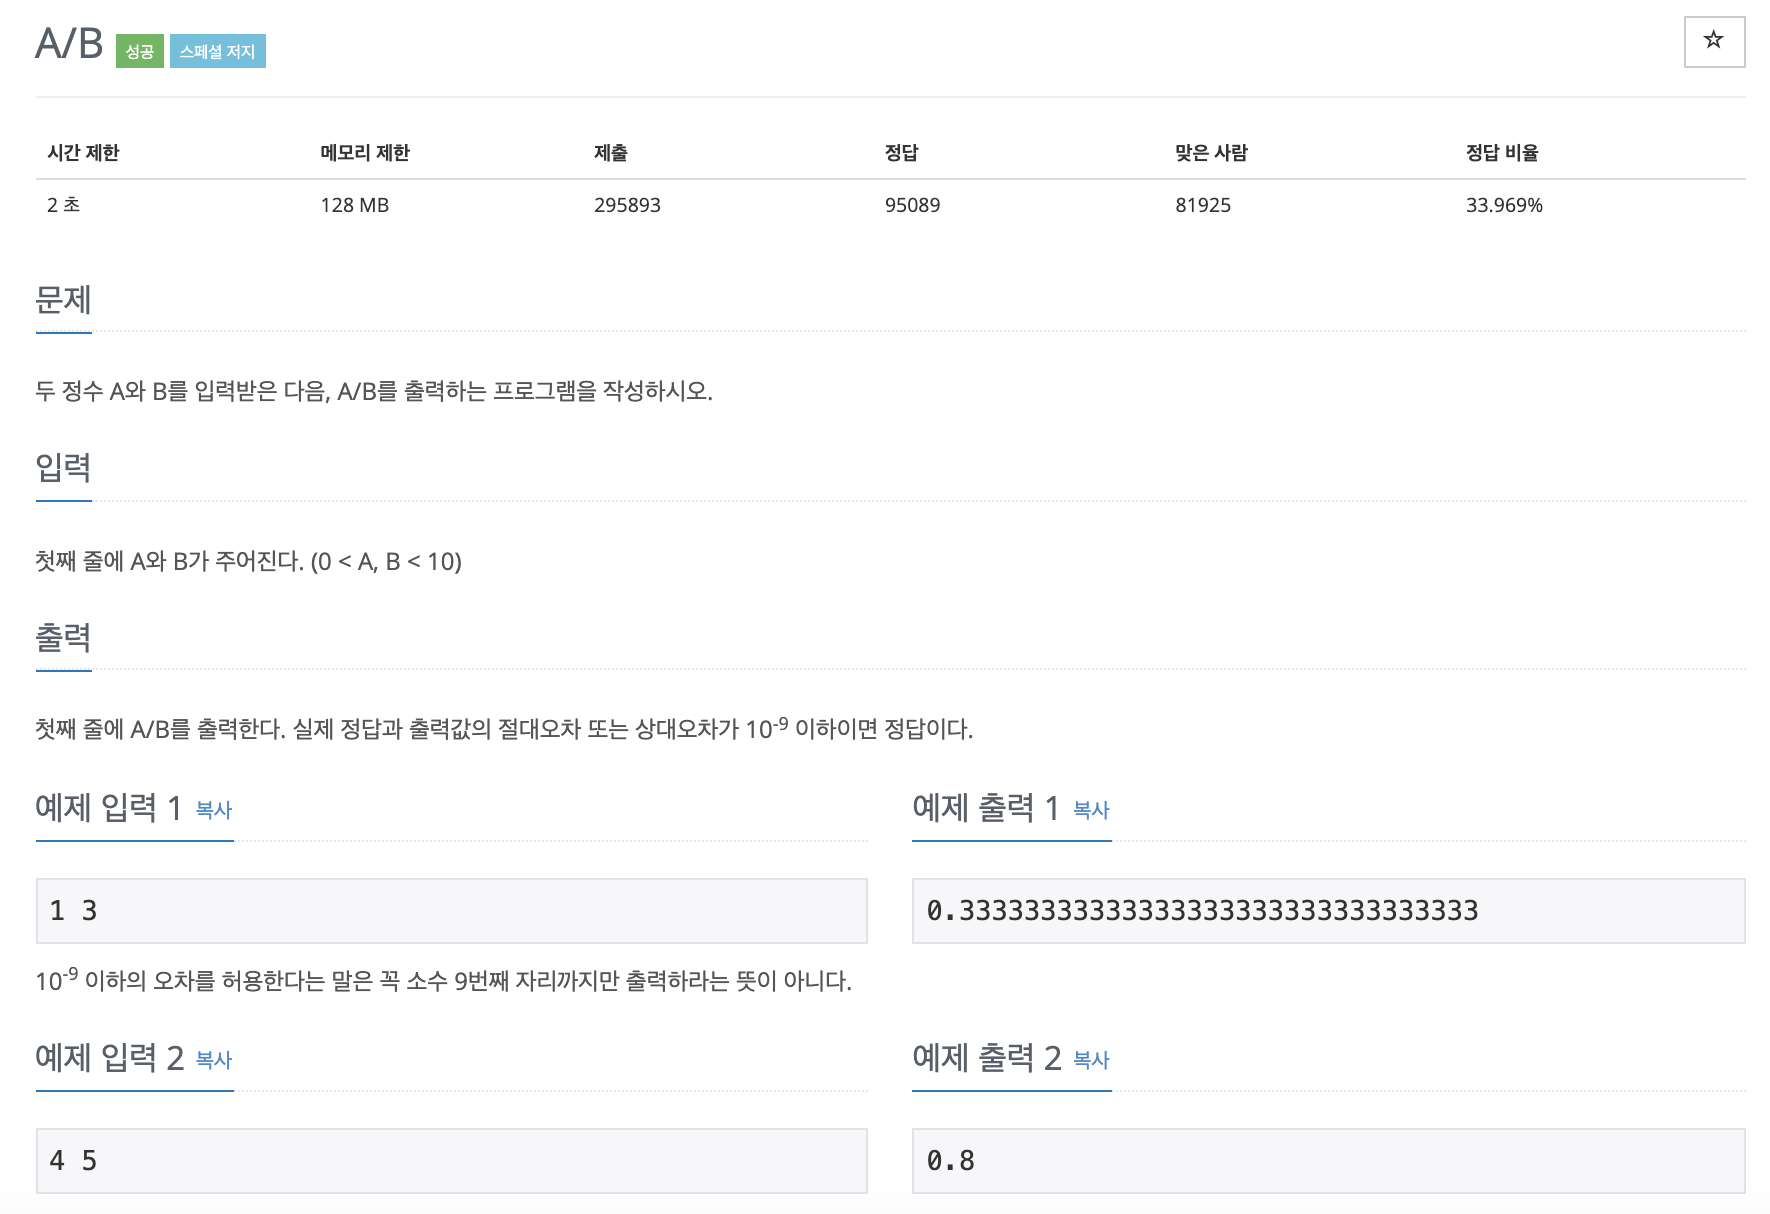 A/B 성공 스페셜 저지
☆
시간 제한 메모리 제한 제출 정답 맞은 사람 정답 비율
2 초 128 MB 295893 95089 81925 33.969%
문제
두 정수 A와 B를 입력받은 다음, A/B를 출력하는 프로그램을 작성하시오.
입력
첫째 줄에 A와 B가 주어진다. (0 < A, B < 10)
출력
첫째 줄에 A/B를 출력한다. 실제 정답과 출력값의 절대오차 또는 상대오차가 10⁻⁹ 이하이면 정답이다.
예제 입력 1 복사
1 3
10⁻⁹ 이하의 오차를 허용한다는 말은 꼭 소수 9번째 자리까지만 출력하라는 뜻이 아니다.
예제 출력 1 복사
0.33333333333333333333333333333333
예제 입력 2 복사
4 5
예제 출력 2 복사
0.8